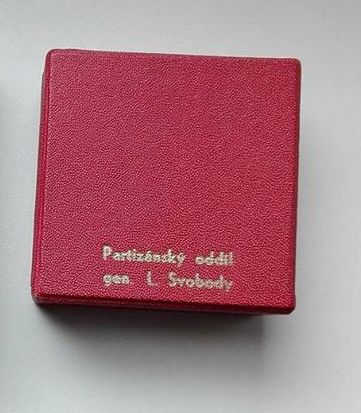 Partizánský oddíl
gen. L. Svobody